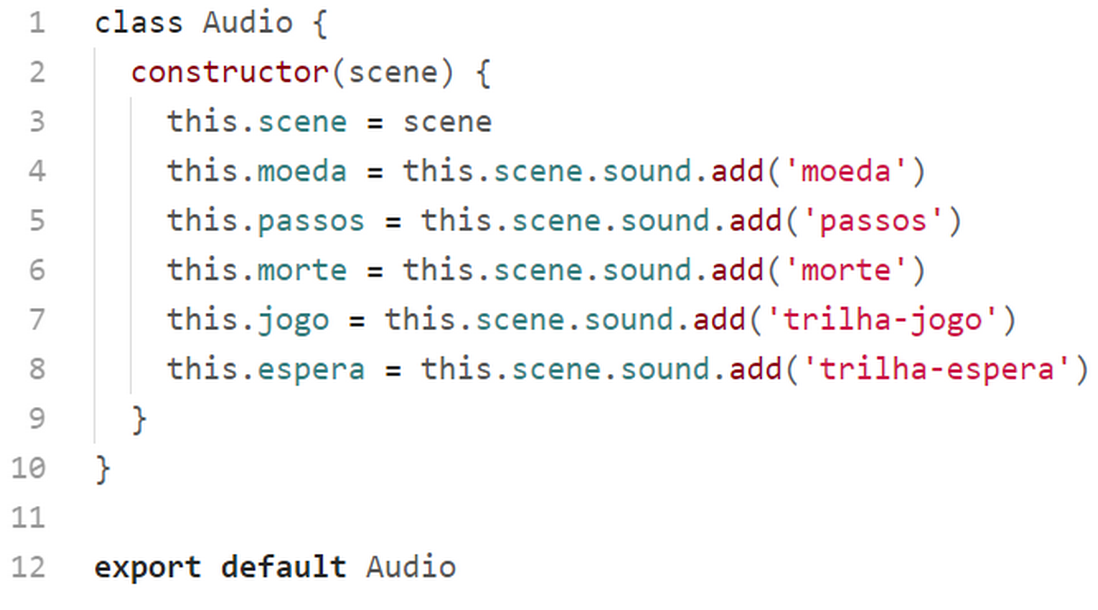 1 class Audio {
2 constructor(scene) {
3 this.scene = scene
4 this.moeda = this.scene.sound.add('moeda')
5 this.passos = this.scene.sound.add('passos')
6 this.morte = this.scene.sound.add('morte')
7 this.jogo = this.scene.sound.add('trilha-jogo')
8 this.espera = this.scene.sound.add('trilha-espera')
9 }
10 }
11
12 export default Audio